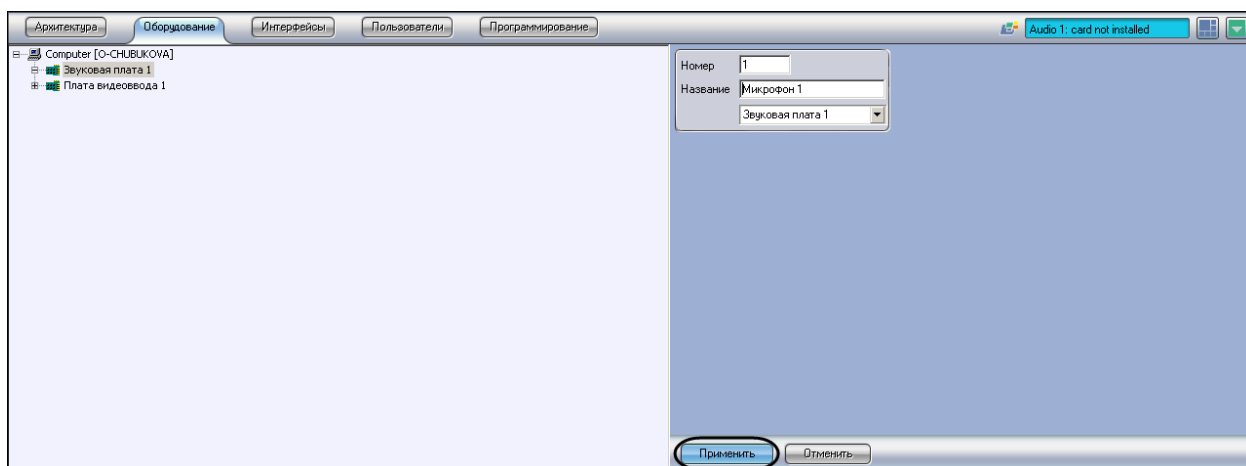 Архитектура Оборудование Интерфейсы Пользователи Программирование Audio 1: card not installed
Computer [O-CHUBUKOVA]
Звуковая плата 1
Плата видеоввода 1
Номер 1
Название Микрофон 1
Звуковая плата 1
Применить Отменить